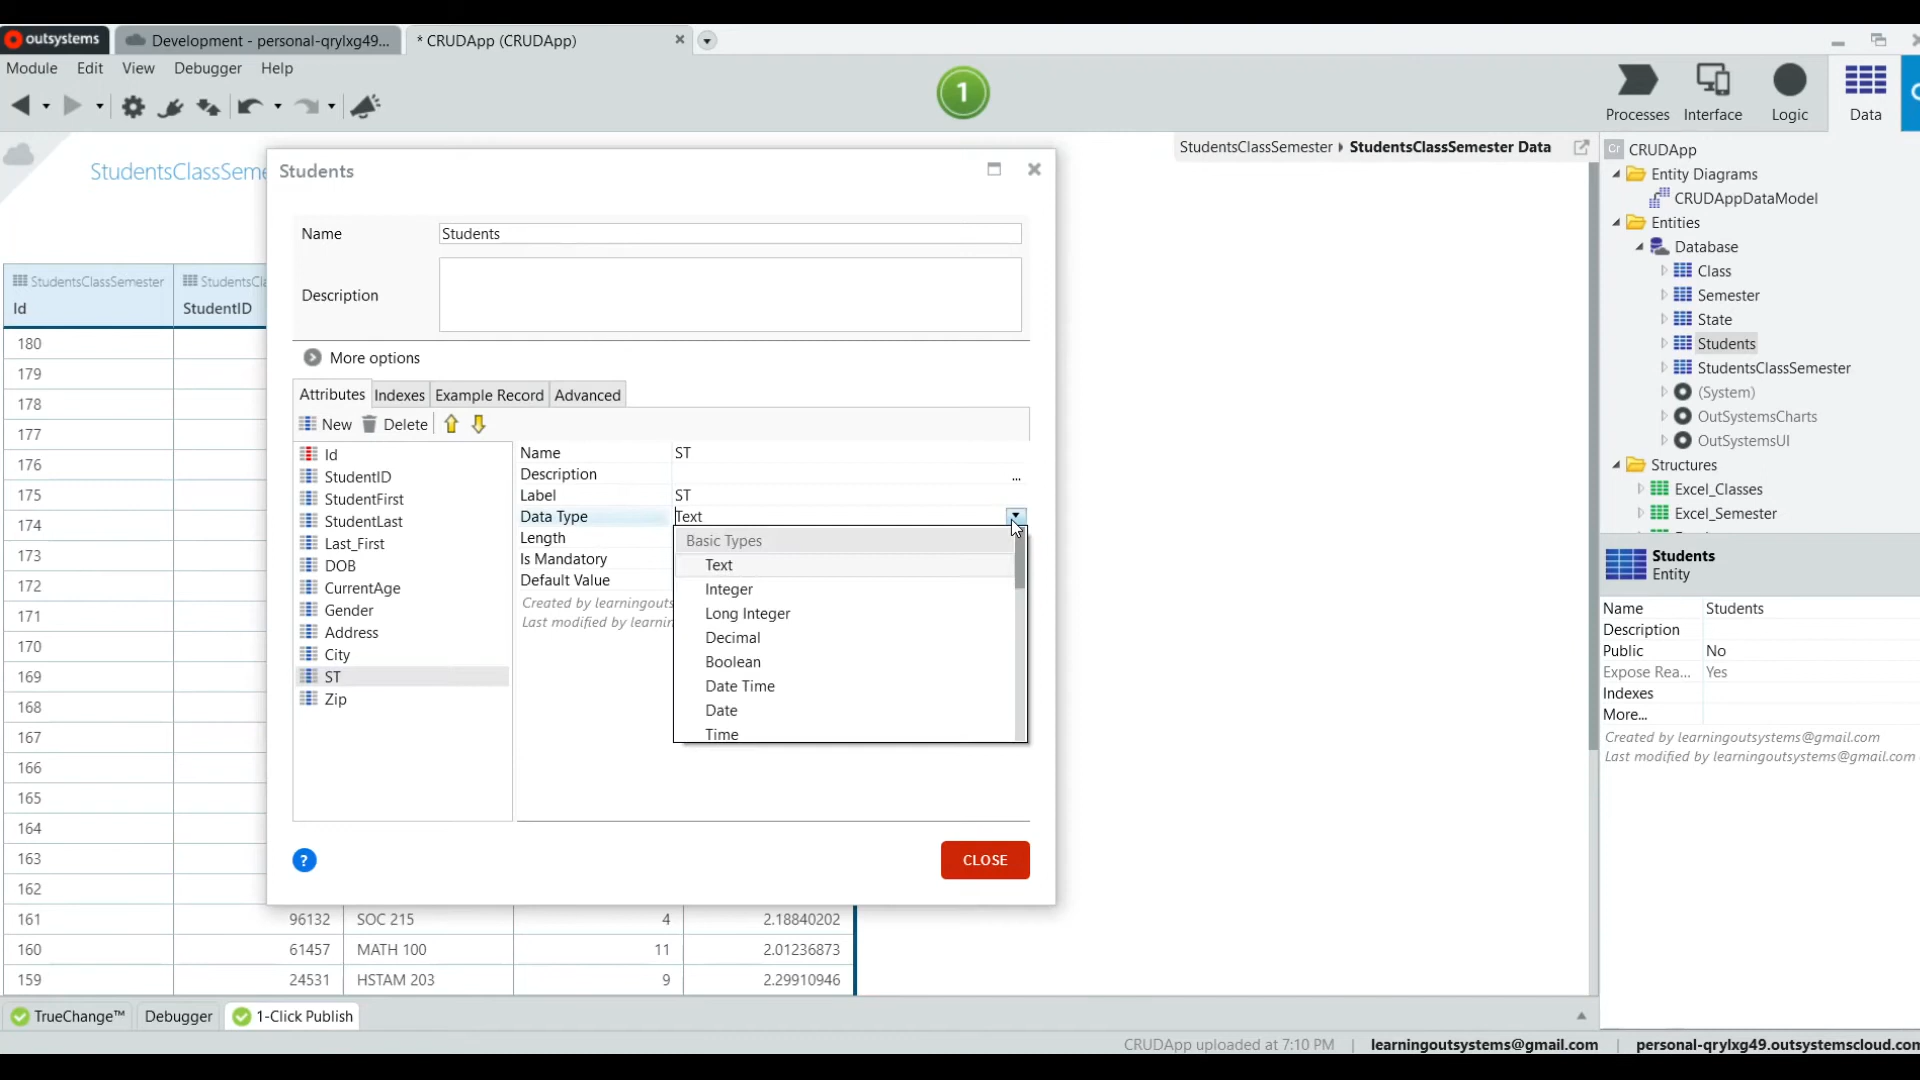 outsystems
Development - personal-qrylxg49...
* CRUDApp (CRUDApp)
Module Edit View Debugger Help
1
Processes Interface Logic Data
StudentsClassSeme
StudentsClassSemester StudentsClassSemester Data
StudentsClassSemester StudentsCla
Id StudentID
180
179
178
177
176
175
174
173
172
171
170
169
168
167
166
165
164
163
162
161 96132 SOC 215 4 2.18840202
160 61457 MATH 100 11 2.01236873
159 24531 HSTAM 203 9 2.29910946
Students
Name Students
Description
More options
Attributes Indexes Example Record Advanced
New Delete
Id
StudentID
StudentFirst
StudentLast
Last_First
DOB
CurrentAge
Gender
Address
City
ST
Zip
Name ST
Description ...
Label ST
Data Type Text
Length
Is Mandatory
Default Value
Created by learningouts
Last modified by learnin
Basic Types
Text
Integer
Long Integer
Decimal
Boolean
Date Time
Date
Time
?
CLOSE
Cr CRUDApp
Entity Diagrams
CRUDAppDataModel
Entities
Database
Class
Semester
State
Students
StudentsClassSemester
(System)
OutSystemsCharts
OutSystemsUI
Structures
Excel_Classes
Excel_Semester
Students
Entity
Name Students
Description
Public No
Expose Rea... Yes
Indexes
More...
Created by learningoutsystems@gmail.com
Last modified by learningoutsystems@gmail.com
TrueChange™ Debugger 1-Click Publish
CRUDApp uploaded at 7:10 PM | learningoutsystems@gmail.com | personal-qrylxg49.outsystemscloud.com